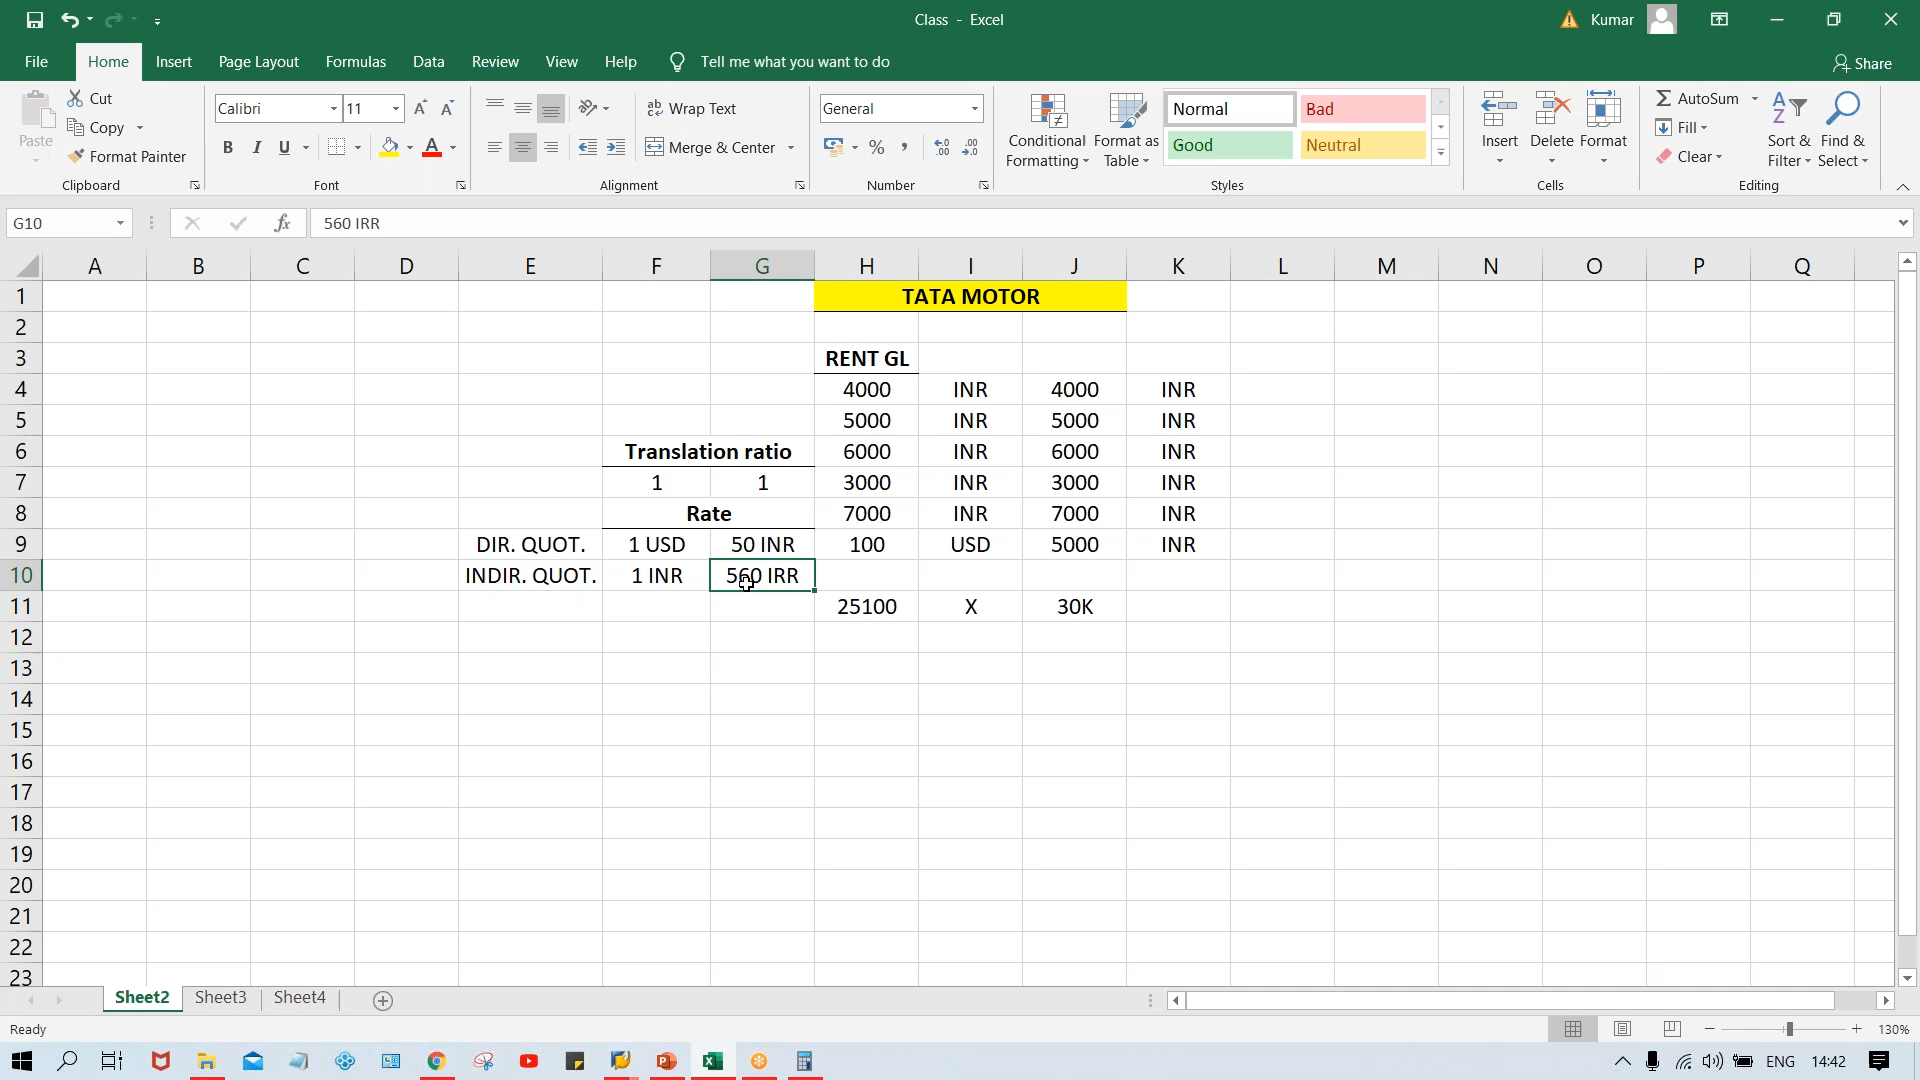 Class - Excel
Kumar
File Home Insert Page Layout Formulas Data Review View Help Tell me what you want to do Share
Paste
Cut
Copy
Format Painter
Clipboard
Calibri 11
B I U
Font
Wrap Text
Merge & Center
Alignment
General
Number
Conditional Formatting
Format as Table
Normal Bad
Good Neutral
Styles
Insert Delete Format
Cells
AutoSum
Fill
Clear
Sort & Filter
Find & Select
Editing
G10 fx 560 IRR
A B C D E F G H I J K L M N O P Q
1 TATA MOTOR
2
3 RENT GL
4 4000 INR 4000 INR
5 5000 INR 5000 INR
6 Translation ratio 6000 INR 6000 INR
7 1 1 3000 INR 3000 INR
8 Rate 7000 INR 7000 INR
9 DIR. QUOT. 1 USD 50 INR 100 USD 5000 INR
10 INDIR. QUOT. 1 INR 560 IRR
11 25100 X 30K
12
13
14
15
16
17
18
19
20
21
22
23
Sheet2 Sheet3 Sheet4
Ready 130%
ENG 14:42